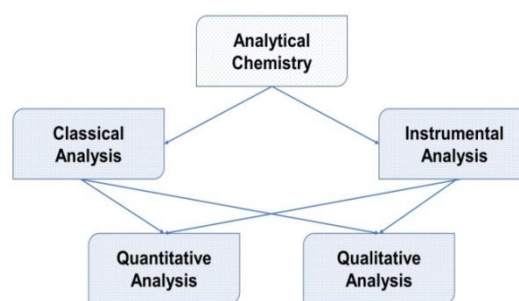 Analytical
Chemistry
Classical
Analysis
Instrumental
Analysis
Quantitative
Analysis
Qualitative
Analysis